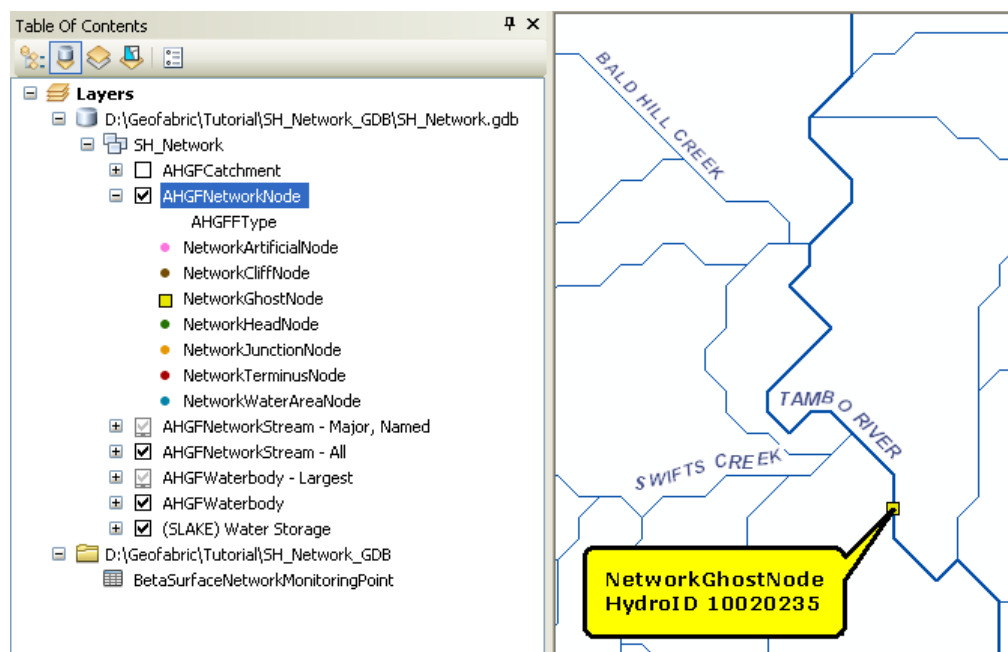 Table Of Contents
Layers
D:\Geofabric\Tutorial\SH_Network_GDB\SH_Network.gdb
SH_Network
AHGFCatchment
AHGFNetworkNode
AHGFFType
NetworkArtificialNode
NetworkCliffNode
NetworkGhostNode
NetworkHeadNode
NetworkJunctionNode
NetworkTerminusNode
NetworkWaterAreaNode
AHGFNetworkStream - Major, Named
AHGFNetworkStream - All
AHGFWaterbody - Largest
AHGFWaterbody
(SLAKE) Water Storage
D:\Geofabric\Tutorial\SH_Network_GDB
BetaSurfaceNetworkMonitoringPoint
BALD HILL CREEK
TAMBO RIVER
SWIFTS CREEK
NetworkGhostNode
HydroID 10020235